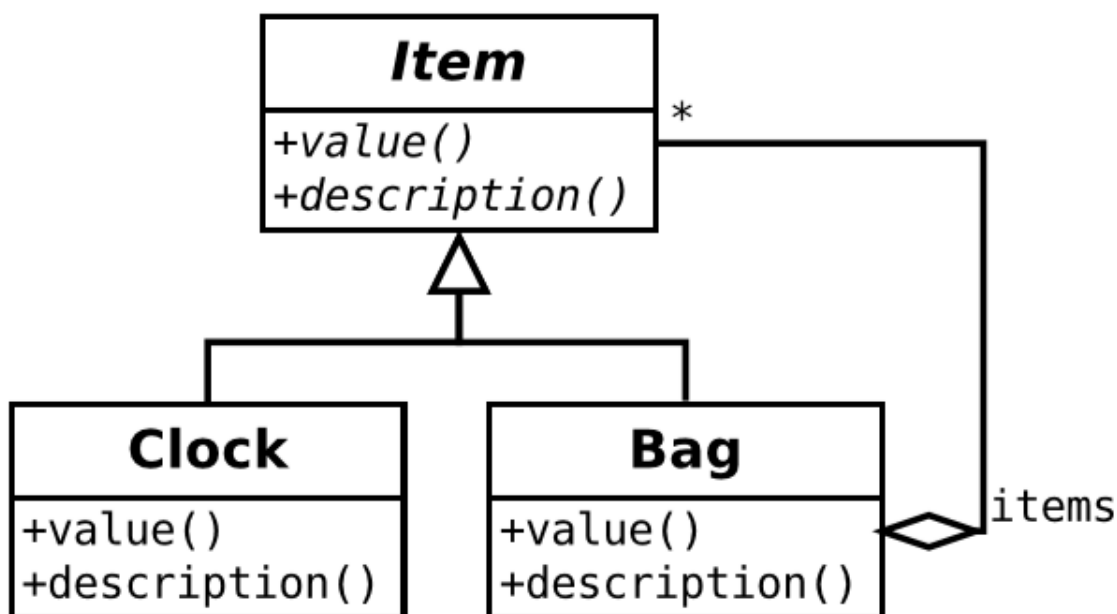 Item
*
+value()
+description()
Clock
+value()
+description()
Bag
+value()
+description()
items